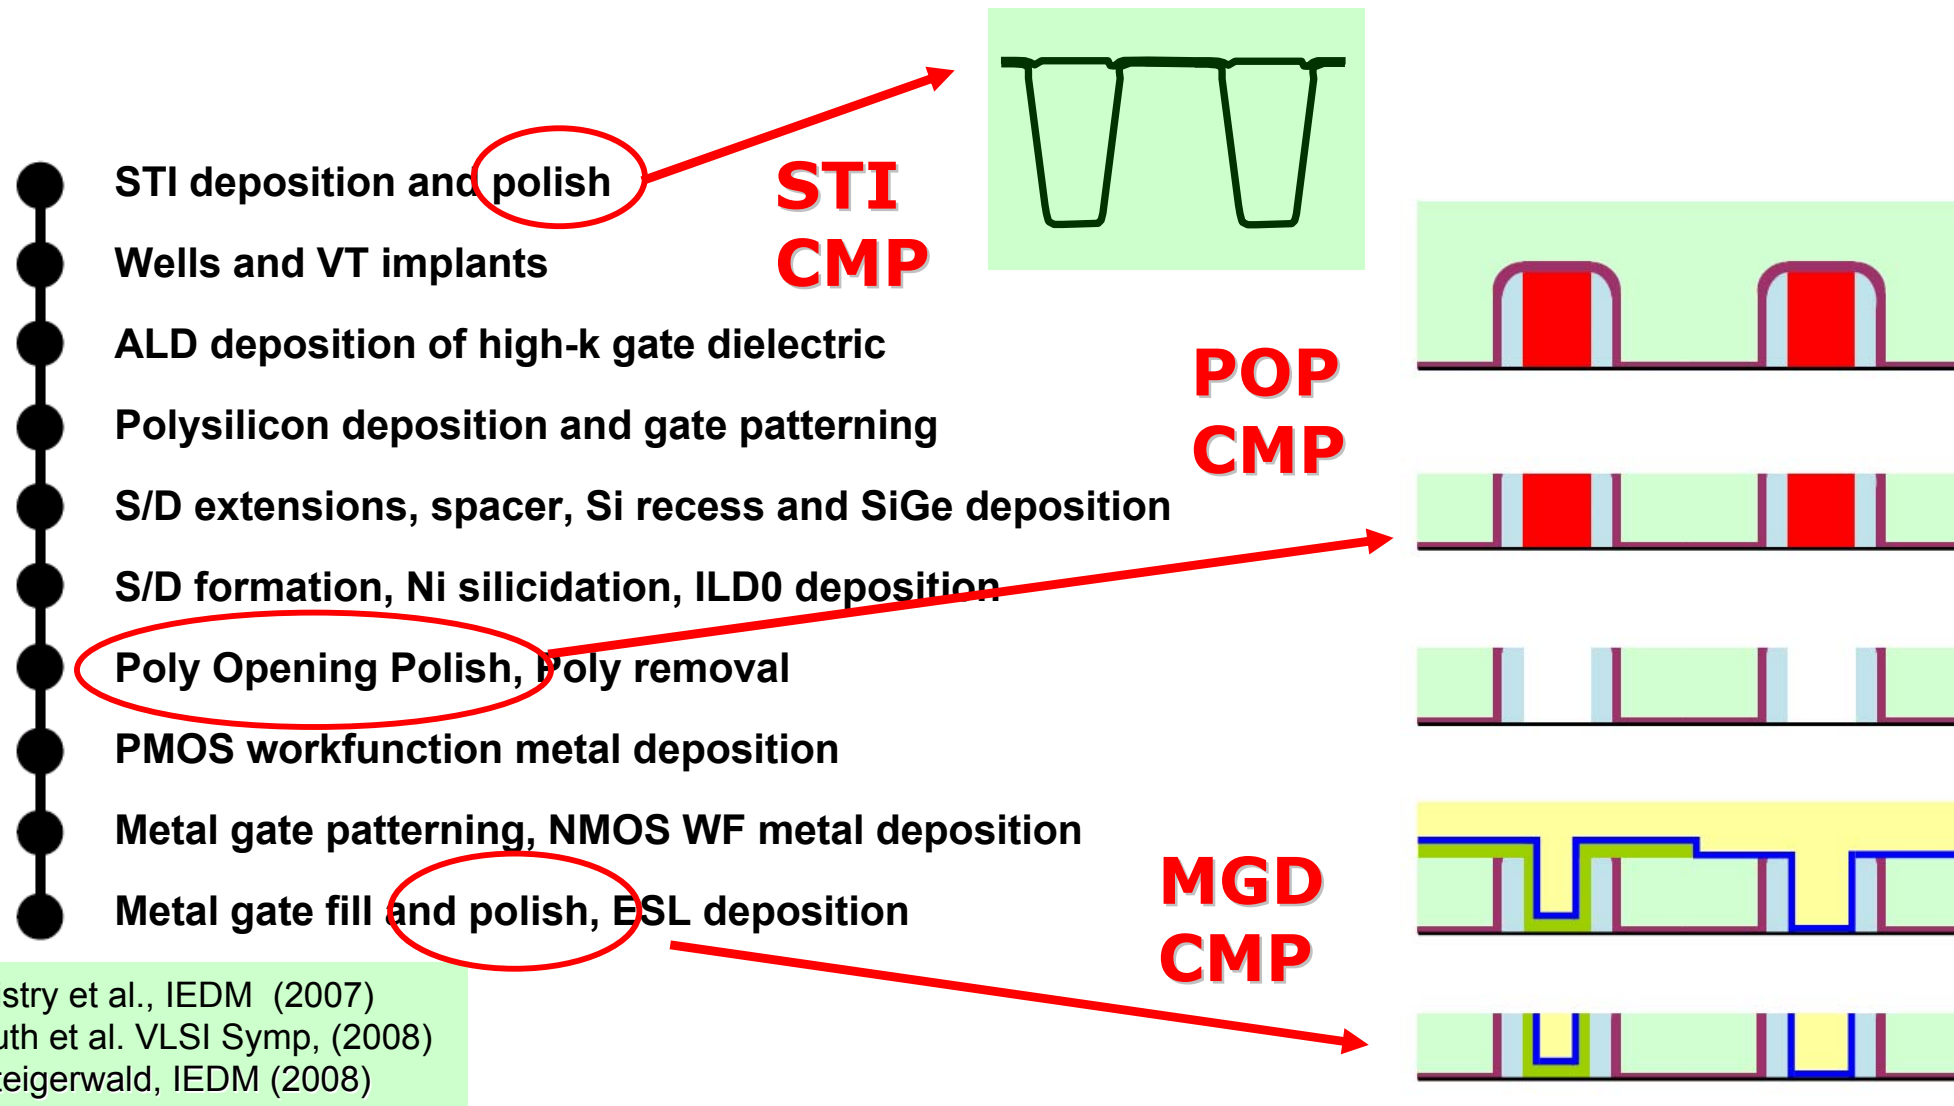 STI deposition and polish
Wells and VT implants
ALD deposition of high-k gate dielectric
Polysilicon deposition and gate patterning
S/D extensions, spacer, Si recess and SiGe deposition
S/D formation, Ni silicidation, ILD0 deposition
Poly Opening Polish, Poly removal
PMOS workfunction metal deposition
Metal gate patterning, NMOS WF metal deposition
Metal gate fill and polish, ESL deposition
STI
CMP
POP
CMP
MGD
CMP
et al., IEDM (2007)
et al. VLSI Symp, (2008)
IEDM (2008)